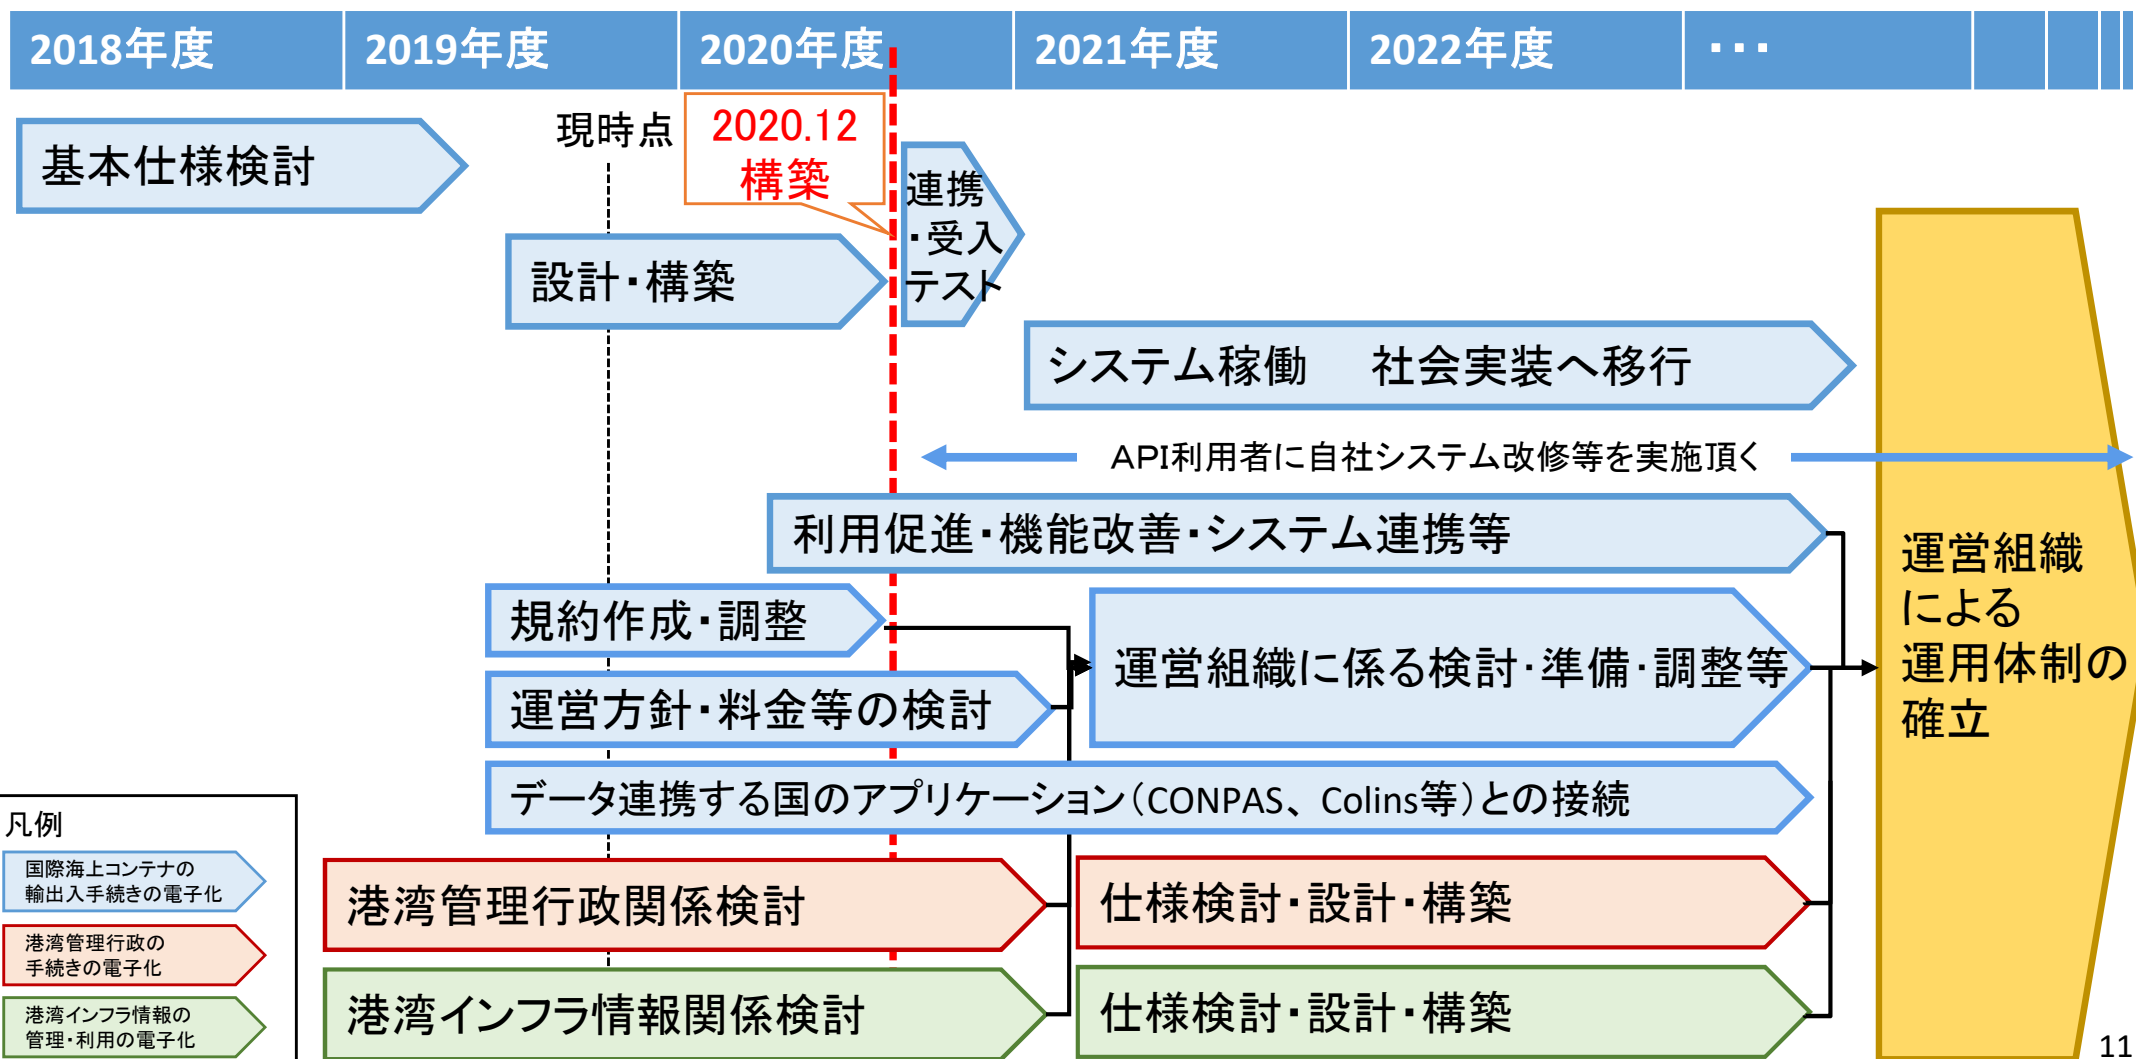 2018年度
2019年度
2020年度
2021年度
2022年度
・・・
基本仕様検討
現時点
2020.12
構築
連携
・受入
テスト
設計・構築
システム稼働　社会実装へ移行
API利用者に自社システム改修等を実施頂く
利用促進・機能改善・システム連携等
規約作成・調整
運営方針・料金等の検討
運営組織に係る検討・準備・調整等
データ連携する国のアプリケーション（CONPAS、Colins等）との接続
港湾管理行政関係検討
仕様検討・設計・構築
港湾インフラ情報関係検討
仕様検討・設計・構築
運営組織
による
運用体制の
確立
凡例
国際海上コンテナの
輸出入手続きの電子化
港湾管理行政の
手続きの電子化
港湾インフラ情報の
管理・利用の電子化
11